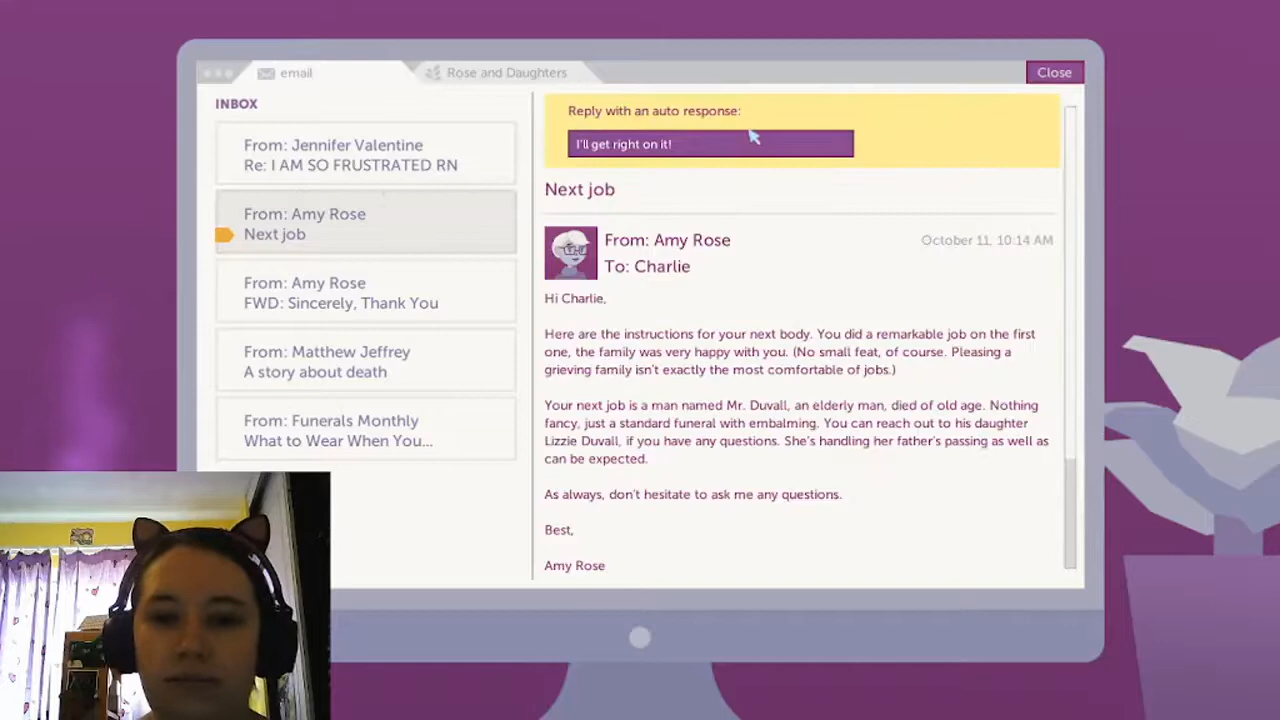 email
Rose and Daughters
Close
INBOX
From: Jennifer Valentine
Re: I AM SO FRUSTRATED RN
From: Amy Rose
Next job
From: Amy Rose
FWD: Sincerely, Thank You
From: Matthew Jeffrey
A story about death
From: Funerals Monthly
What to Wear When You...
Reply with an auto response:
I'll get right on it!
Next job
From: Amy Rose
October 11, 10:14 AM
To: Charlie
Hi Charlie,
Here are the instructions for your next body. You did a remarkable job on the first
one, the family was very happy with you. (No small feat, of course. Pleasing a
grieving family isn't exactly the most comfortable of jobs.)
Your next job is a man named Mr. Duvall, an elderly man, died of old age. Nothing
fancy, just a standard funeral with embalming. You can reach out to his daughter
Lizzie Duvall, if you have any questions. She's handling her father's passing as well as
can be expected.
As always, don't hesitate to ask me any questions.
Best,
Amy Rose